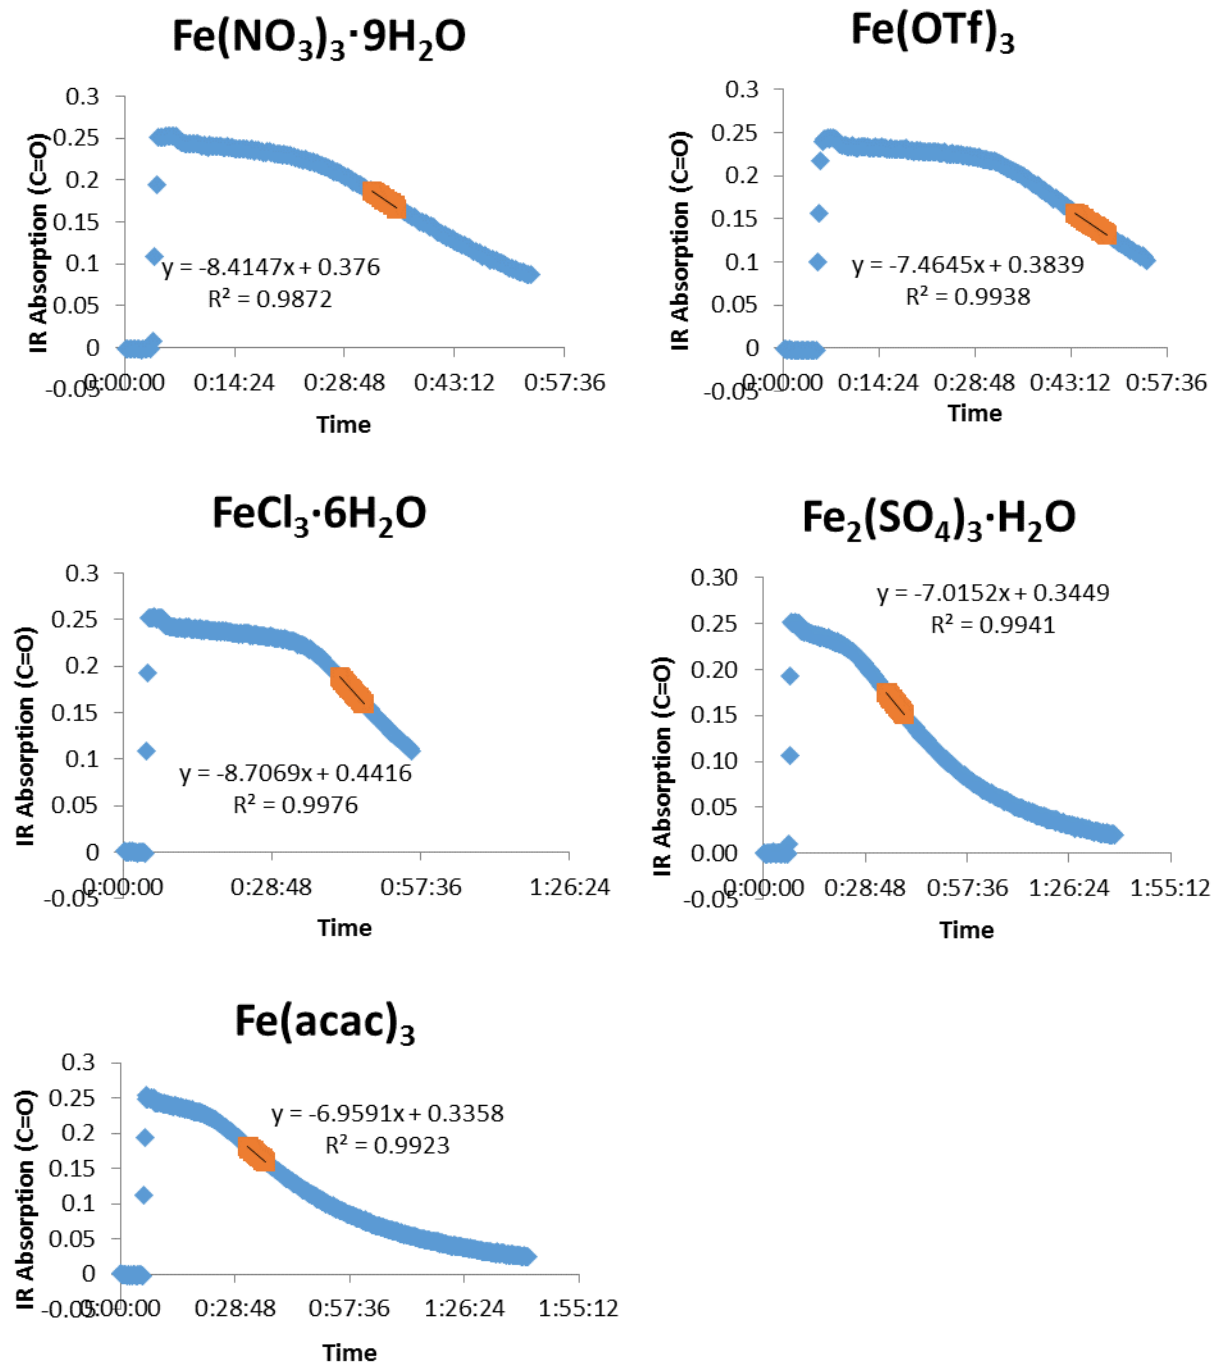 Fe(NO₃)₃·9H₂O
IR Absorption (C=O)
0.3
0.25
0.2
0.15
0.1
0.05
0
-0.05
y = -8.4147x + 0.376
R² = 0.9872
0:00:00 0:14:24 0:28:48 0:43:12 0:57:36
Time
Fe(OTf)₃
IR Absorption (C=O)
0.3
0.25
0.2
0.15
0.1
0.05
0
-0.05
y = -7.4645x + 0.3839
R² = 0.9938
0:00:00 0:14:24 0:28:48 0:43:12 0:57:36
Time
FeCl₃·6H₂O
IR Absorption (C=O)
0.3
0.25
0.2
0.15
0.1
0.05
0
-0.05
y = -8.7069x + 0.4416
R² = 0.9976
0:00:00 0:28:48 0:57:36 1:26:24
Time
Fe₂(SO₄)₃·H₂O
IR Absorption (C=O)
0.30
0.25
0.20
0.15
0.10
0.05
0.00
-0.05
y = -7.0152x + 0.3449
R² = 0.9941
0:00:00 0:28:48 0:57:36 1:26:24 1:55:12
Time
Fe(acac)₃
IR Absorption (C=O)
0.3
0.25
0.2
0.15
0.1
0.05
0
-0.05
y = -6.9591x + 0.3358
R² = 0.9923
0:00:00 0:28:48 0:57:36 1:26:24 1:55:12
Time